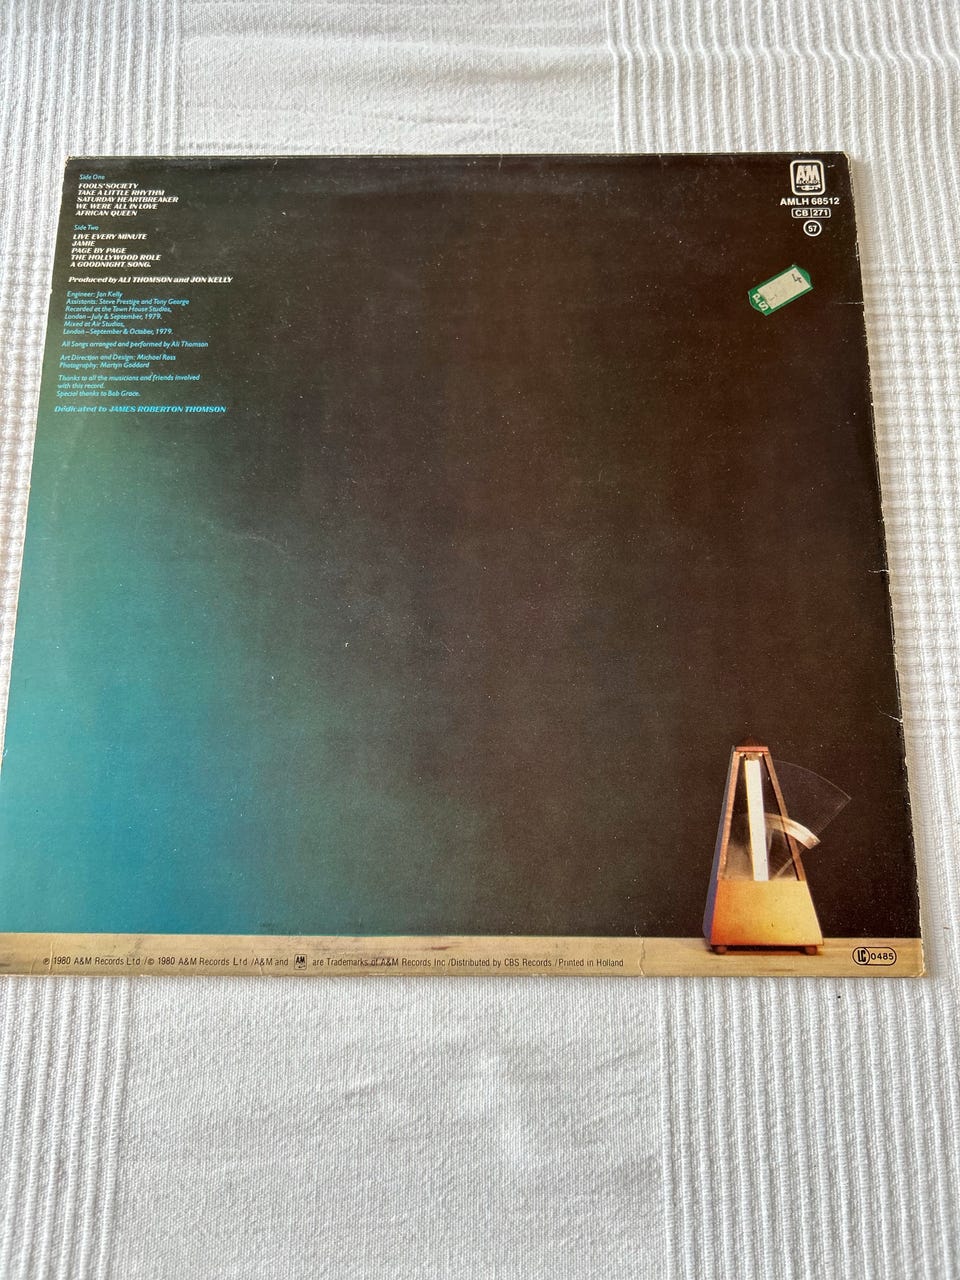 Side One
FOOLS' SOCIETY
TAKE A LITTLE RHYTHM
SATURDAY HEARTBREAKER
WE WERE ALL IN LOVE
AFRICAN QUEEN
Side Two
LIVE EVERY MINUTE
JAMIE
PAGE BY PAGE
THE HOLLYWOOD ROLE
A GOODNIGHT SONG.
Produced by ALI THOMSON and JON KELLY
Engineer: Jon Kelly
Assistants: Steve Prestige and Tony George
Recorded at the Town House Studios,
London – July & September, 1979.
Mixed at Air Studios,
London – September & October, 1979.
All Songs arranged and performed by Ali Thomson
Art Direction and Design: Michael Ross
Photography: Martyn Goddard
Thanks to all the musicians and friends involved
with this record.
Special thanks to Bob Grace.
Dedicated to JAMES ROBERTON THOMSON
A&M
RECORDS
AMLH 68512
CB 271
57
4
℗ 1980 A&M Records Ltd /© 1980 A&M Records Ltd /A&M and AM are Trademarks of A&M Records Inc /Distributed by CBS Records /Printed in Holland
LC 0485